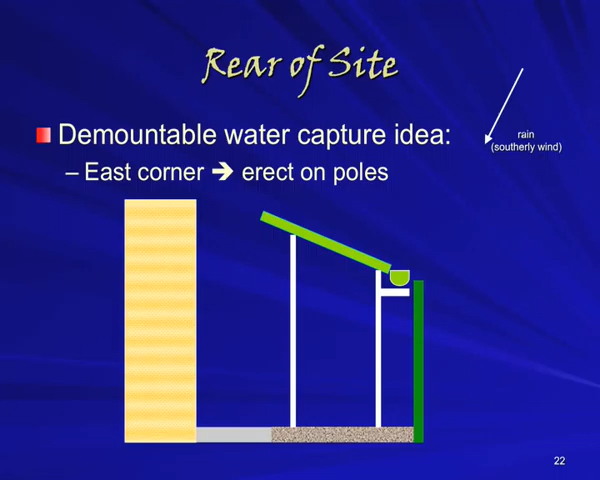 Rear of Site
Demountable water capture idea:
– East corner ➔ erect on poles
rain
(southerly wind)
22